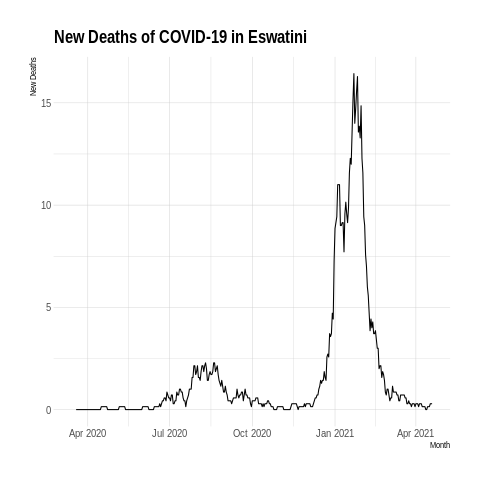 New Deaths of COVID-19 in Eswatini
New Deaths
15
10
5
0
Apr 2020 Jul 2020 Oct 2020 Jan 2021 Apr 2021
Month